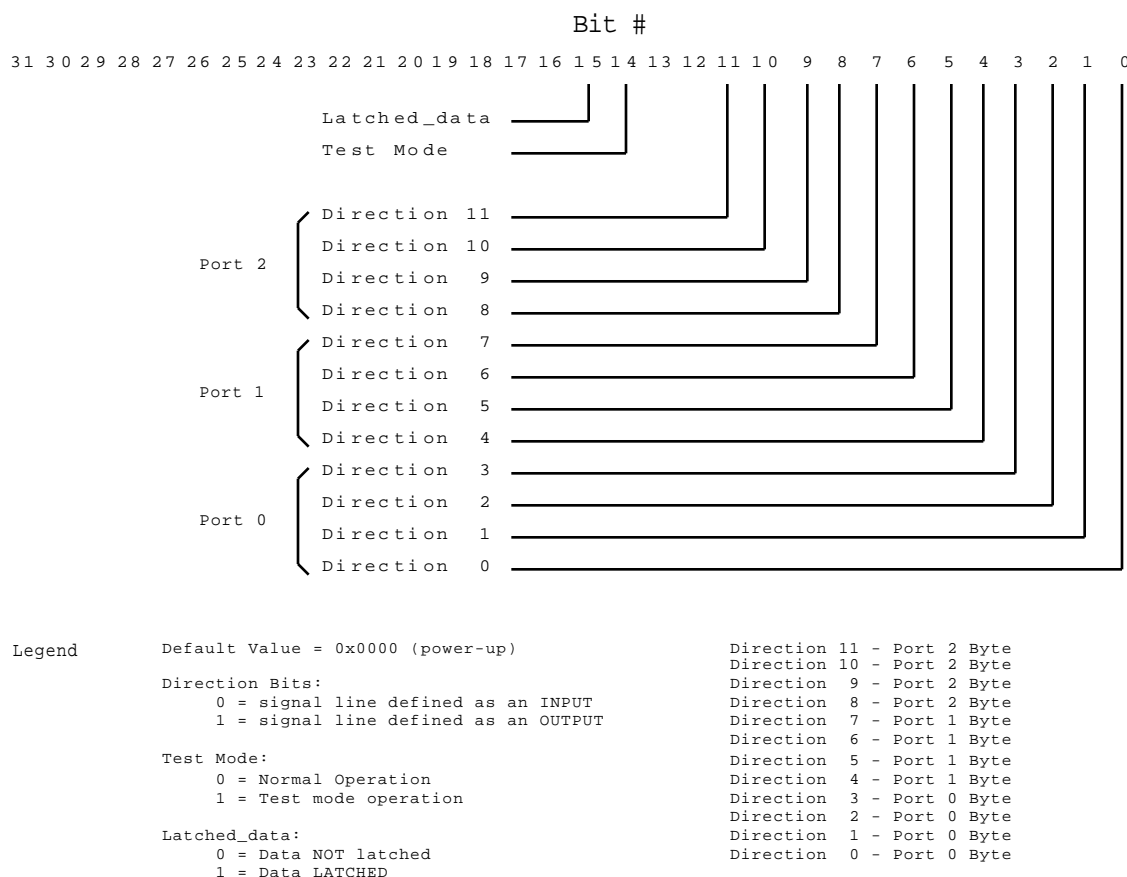 Bit #
31 30 29 28 27 26 25 24 23 22 21 20 19 18 17 16 15 14 13 12 11 10 9 8 7 6 5 4 3 2 1 0
Latched_data
Test Mode
Direction 11
Direction 10
Port 2
Direction 9
Direction 8
Direction 7
Direction 6
Port 1
Direction 5
Direction 4
Direction 3
Direction 2
Port 0
Direction 1
Direction 0
Legend
Default Value = 0x0000 (power-up)
Direction Bits:
0 = signal line defined as an INPUT
1 = signal line defined as an OUTPUT
Test Mode:
0 = Normal Operation
1 = Test mode operation
Latched_data:
0 = Data NOT latched
1 = Data LATCHED
Direction 11 - Port 2 Byte
Direction 10 - Port 2 Byte
Direction 9 - Port 2 Byte
Direction 8 - Port 2 Byte
Direction 7 - Port 1 Byte
Direction 6 - Port 1 Byte
Direction 5 - Port 1 Byte
Direction 4 - Port 1 Byte
Direction 3 - Port 0 Byte
Direction 2 - Port 0 Byte
Direction 1 - Port 0 Byte
Direction 0 - Port 0 Byte